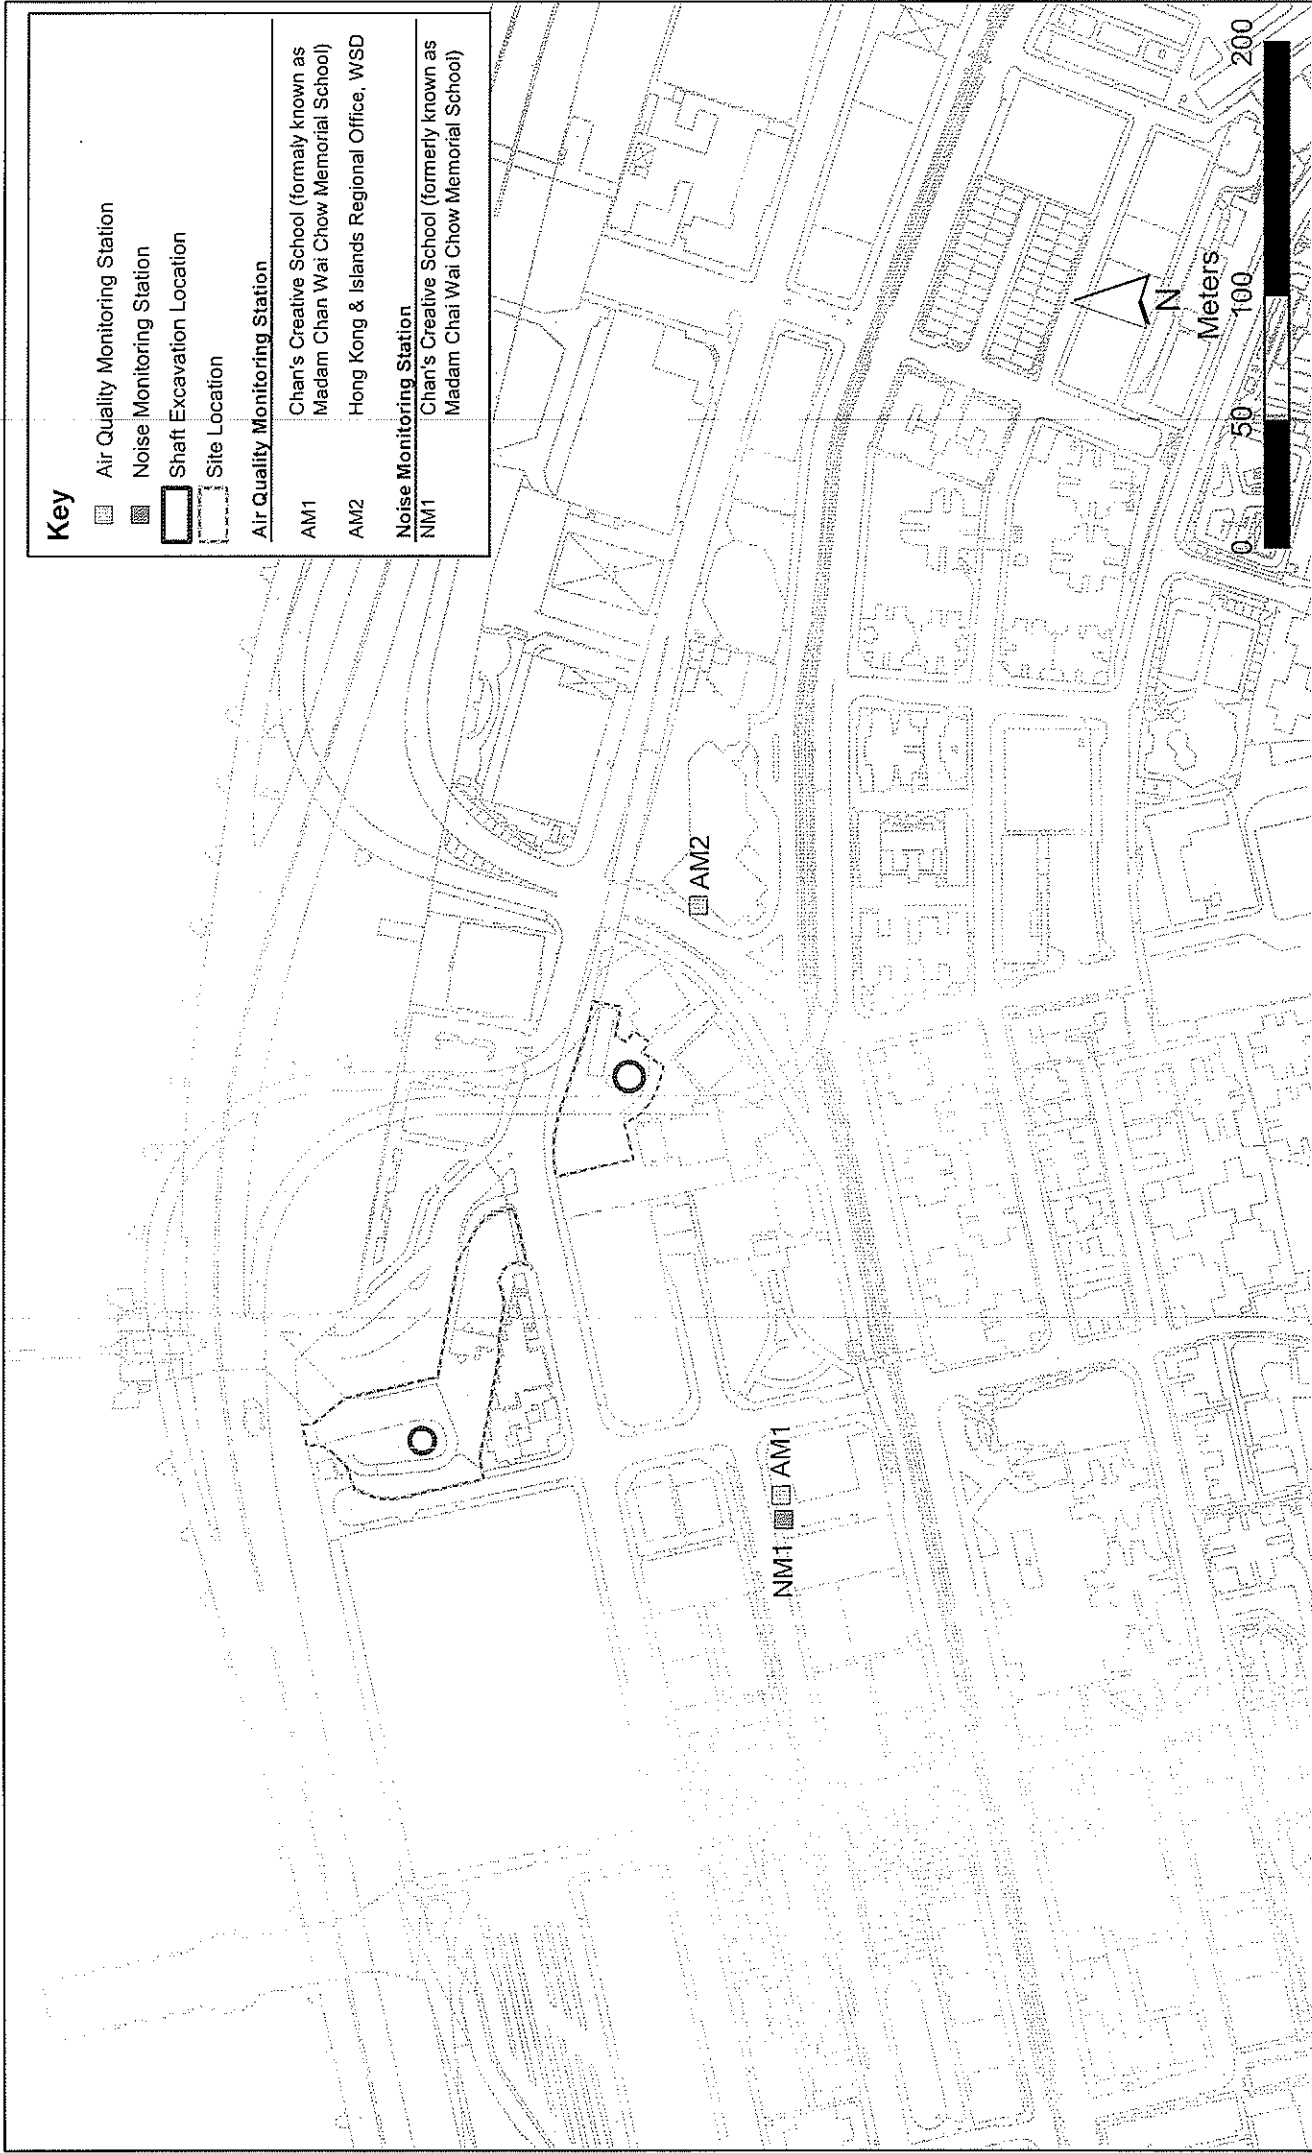 Key
Air Quality Monitoring Station
Noise Monitoring Station
Shaft Excavation Location
Site Location
Air Quality Monitoring Station
AM1 Chan's Creative School (formaly known as
Madam Chan Wai Chow Memorial School)
AM2 Hong Kong & Islands Regional Office, WSD
Noise Monitoring Station
NM1 Chan's Creative School (formerly known as
Madam Chai Wai Chow Memorial School)
AM2
NM1 AM1
N
Meters
0 50 100 200